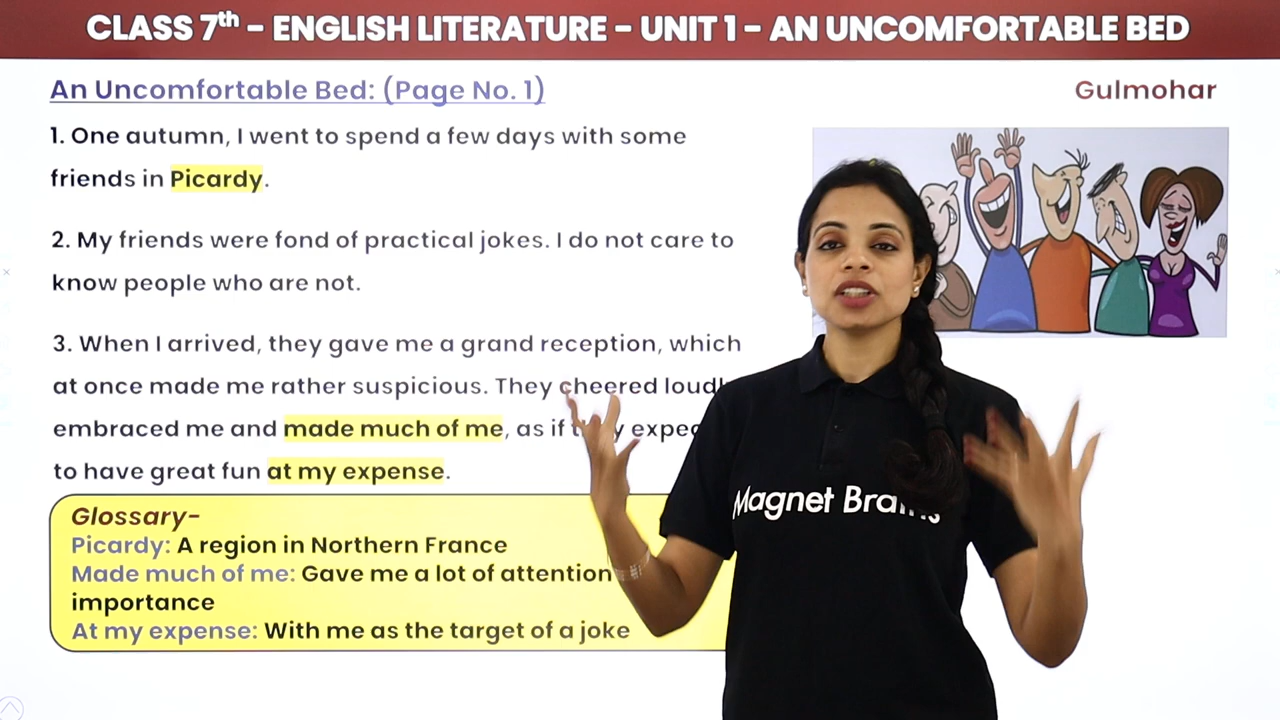 CLASS 7th - ENGLISH LITERATURE - UNIT 1 - AN UNCOMFORTABLE BED
An Uncomfortable Bed: (Page No. 1)
Gulmohar
1. One autumn, I went to spend a few days with some
friends in Picardy.
2. My friends were fond of practical jokes. I do not care to
know people who are not.
3. When I arrived, they gave me a grand reception, which
at once made me rather suspicious. They cheered
embraced me and made much of me, as if
to have great fun at my expense.
Glossary-
Picardy: A region in Northern France
Made much of me: Gave me a lot of attention
importance
At my expense: With me as the target of a joke
Magnet